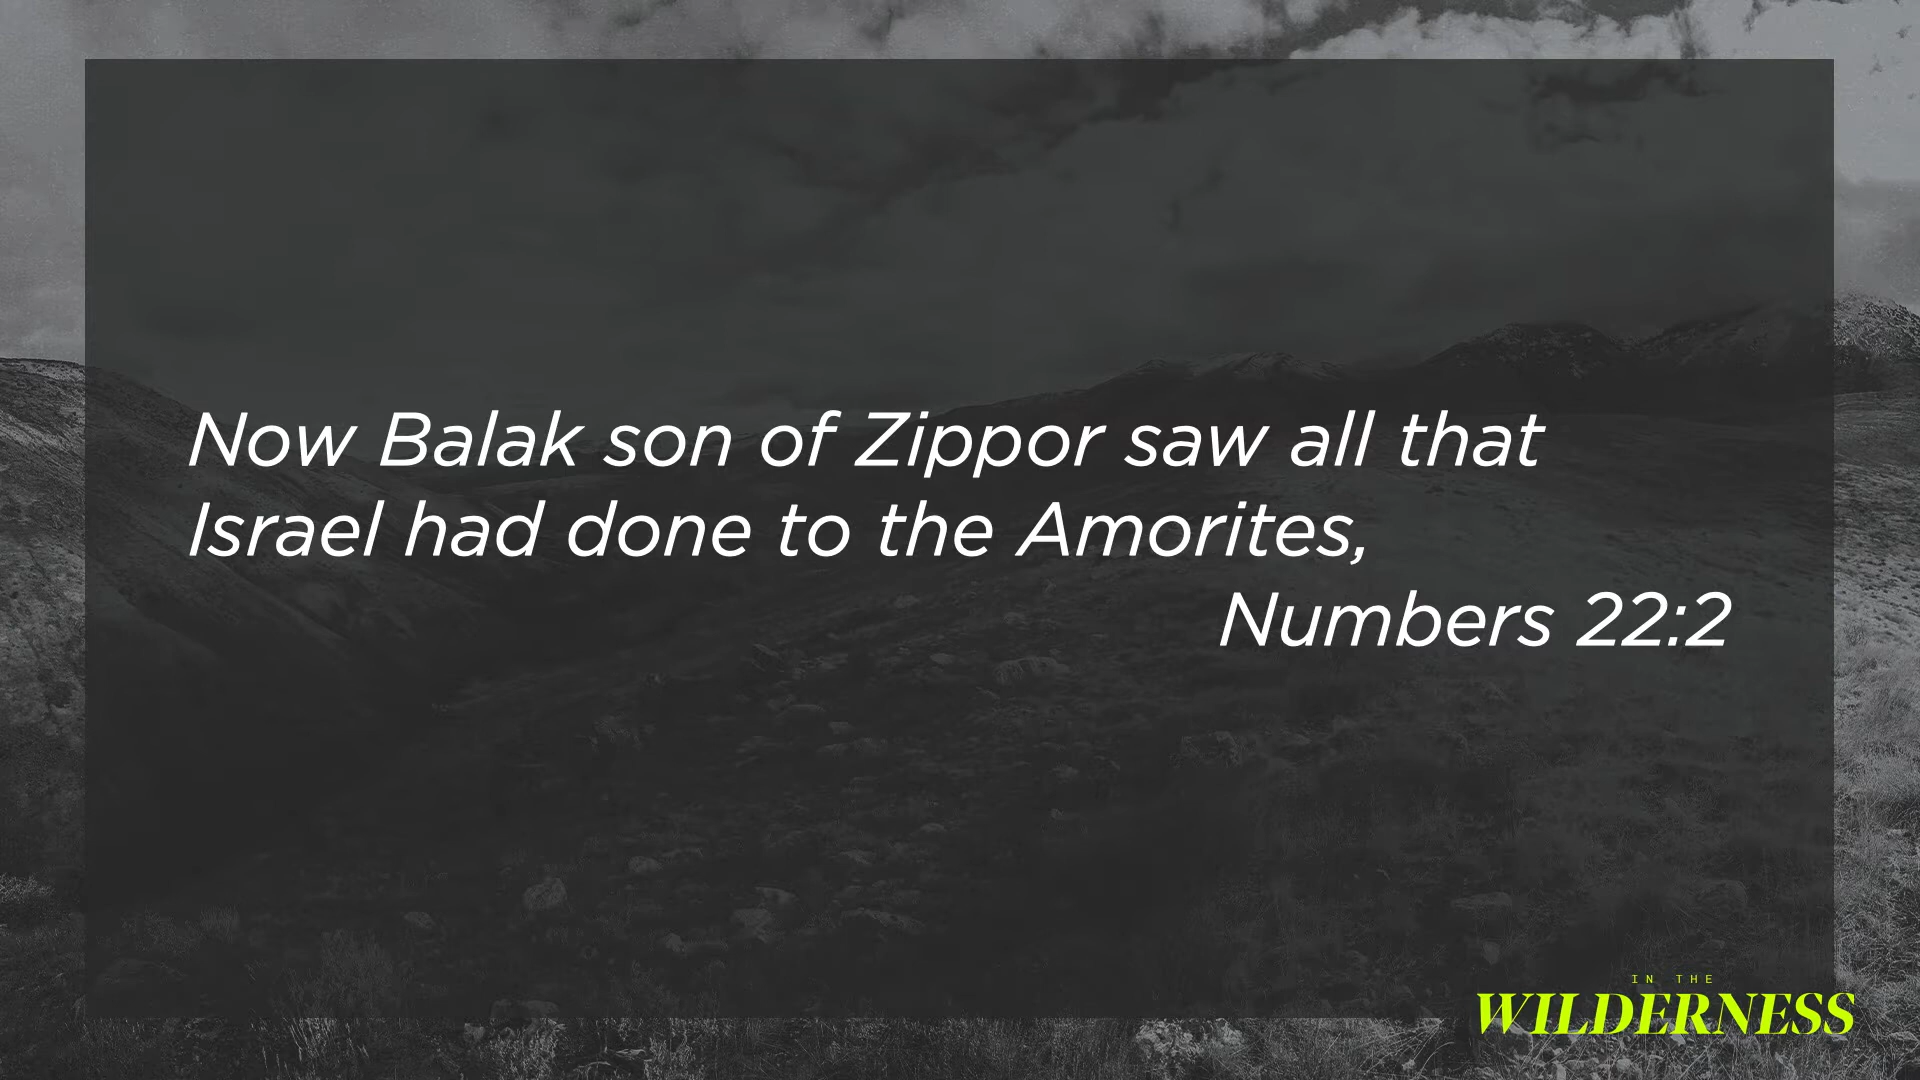 Now Balak son of Zippor saw all that
Israel had done to the Amorites,
Numbers 22:2
IN THE
WILDERNESS